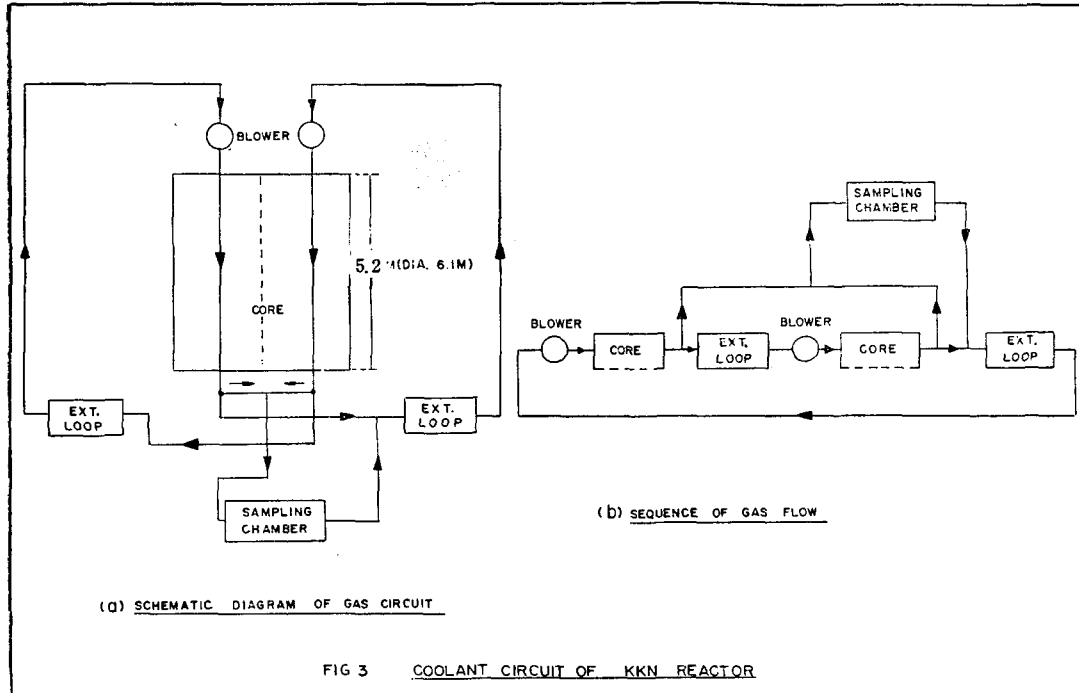 BLOWER
5.2 M(DIA. 6.1M)
CORE
EXT.
LOOP
EXT.
LOOP
SAMPLING
CHAMBER
(a) SCHEMATIC DIAGRAM OF GAS CIRCUIT
SAMPLING
CHAMBER
BLOWER
CORE
EXT.
LOOP
BLOWER
CORE
EXT.
LOOP
(b) SEQUENCE OF GAS FLOW
FIG 3 COOLANT CIRCUIT OF KKN REACTOR